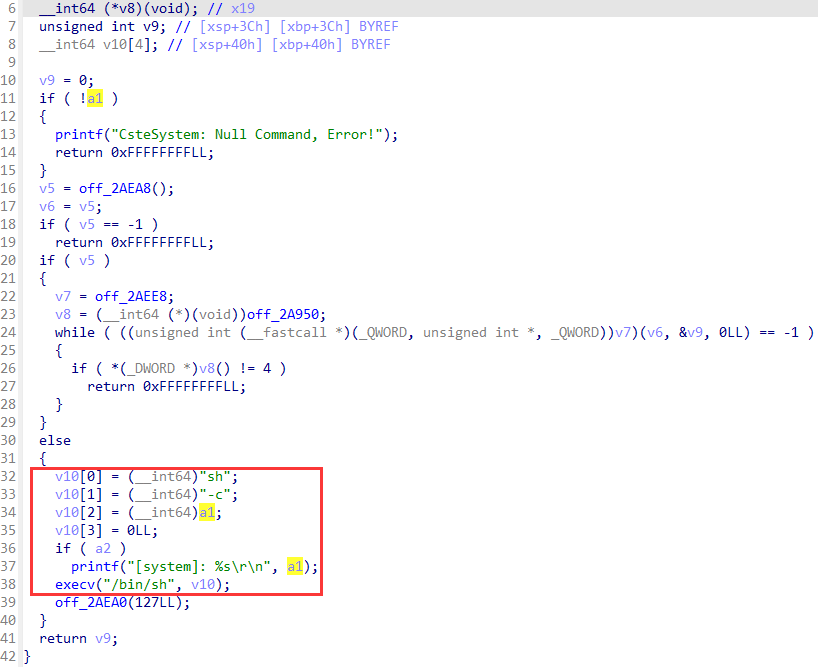 6 __int64 (*v8)(void); // x19
7 unsigned int v9; // [xsp+3Ch] [xbp+3Ch] BYREF
8 __int64 v10[4]; // [xsp+40h] [xbp+40h] BYREF
9
10 v9 = 0;
11 if ( !a1 )
12 {
13 printf("CsteSystem: Null Command, Error!");
14 return 0xFFFFFFFFLL;
15 }
16 v5 = off_2AEA8();
17 v6 = v5;
18 if ( v5 == -1 )
19 return 0xFFFFFFFFLL;
20 if ( v5 )
21 {
22 v7 = off_2AEE8;
23 v8 = (__int64 (*)(void))off_2A950;
24 while ( ((unsigned int (__fastcall *)(_QWORD, unsigned int *, _QWORD))v7)(v6, &v9, 0LL) == -1 )
25 {
26 if ( *(_DWORD *)v8() != 4 )
27 return 0xFFFFFFFFLL;
28 }
29 }
30 else
31 {
32 v10[0] = (__int64)"sh";
33 v10[1] = (__int64)"-c";
34 v10[2] = (__int64)a1;
35 v10[3] = 0LL;
36 if ( a2 )
37 printf("[system]: %s\r\n", a1);
38 execv("/bin/sh", v10);
39 off_2AEA0(127LL);
40 }
41 return v9;
42 }